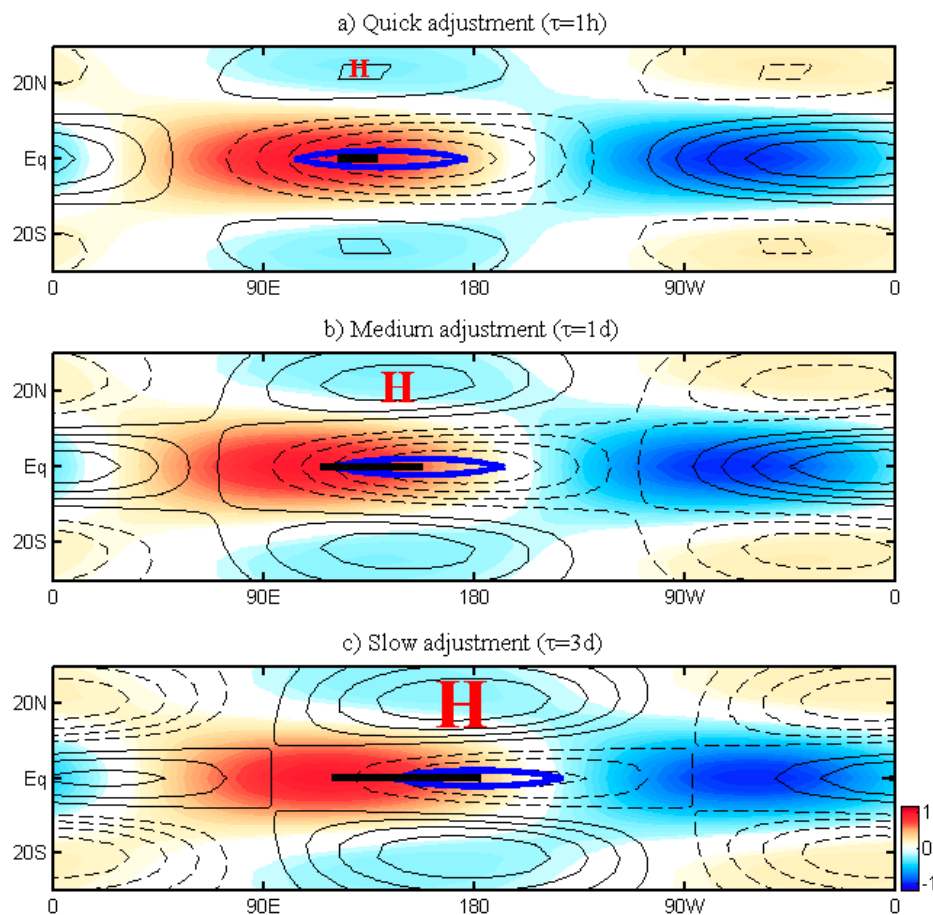 a) Quick adjustment (τ=1h)
20N
H
Eq
20S
0 90E 180 90W 0
b) Medium adjustment (τ=1d)
20N
H
Eq
20S
0 90E 180 90W 0
c) Slow adjustment (τ=3d)
20N
H
Eq
20S
1
0
-1
0 90E 180 90W 0